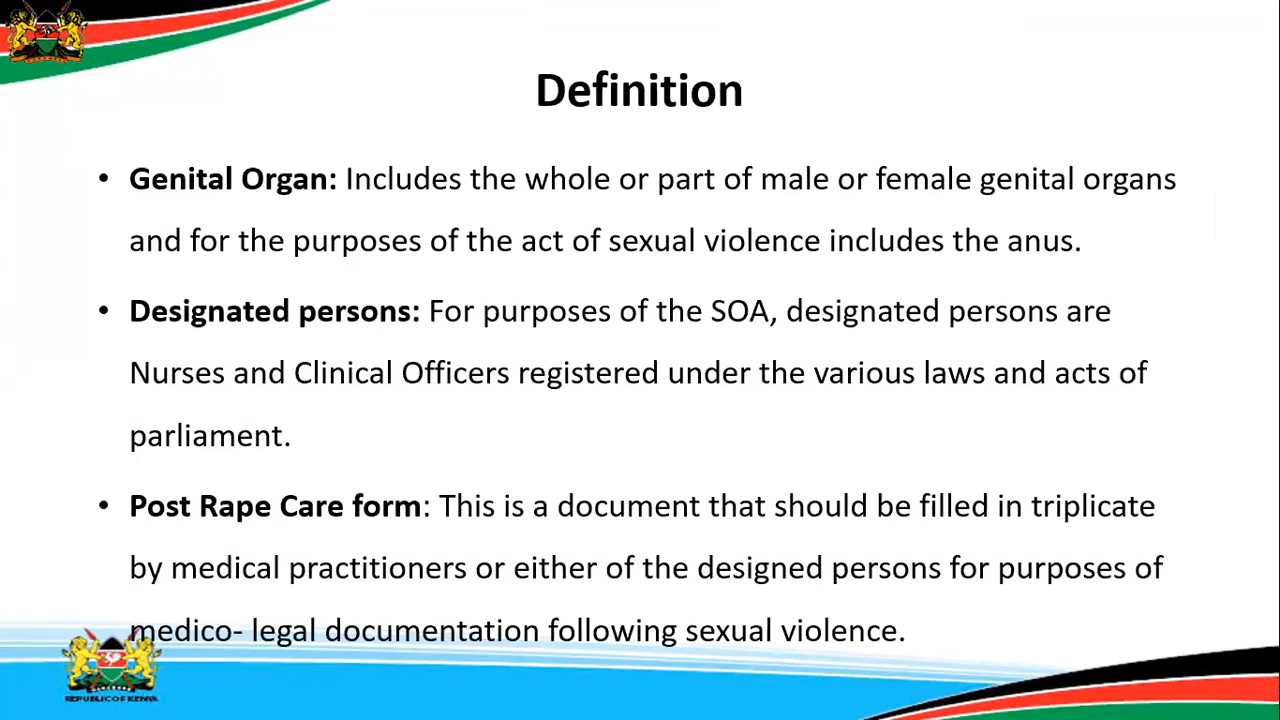 Definition
• Genital Organ: Includes the whole or part of male or female genital organs
and for the purposes of the act of sexual violence includes the anus.
• Designated persons: For purposes of the SOA, designated persons are
Nurses and Clinical Officers registered under the various laws and acts of
parliament.
• Post Rape Care form: This is a document that should be filled in triplicate
by medical practitioners or either of the designed persons for purposes of
medico- legal documentation following sexual violence.
REPUBLIC OF KENYA